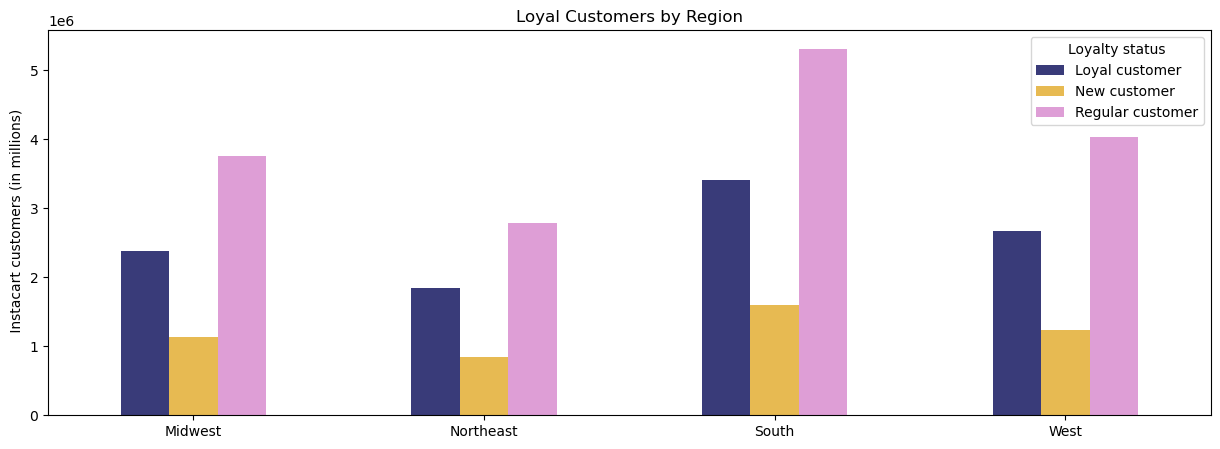 Loyal Customers by Region
1e6
Instacart customers (in millions)
5
4
3
2
1
0
Loyalty status
Loyal customer
New customer
Regular customer
Midwest
Northeast
South
West